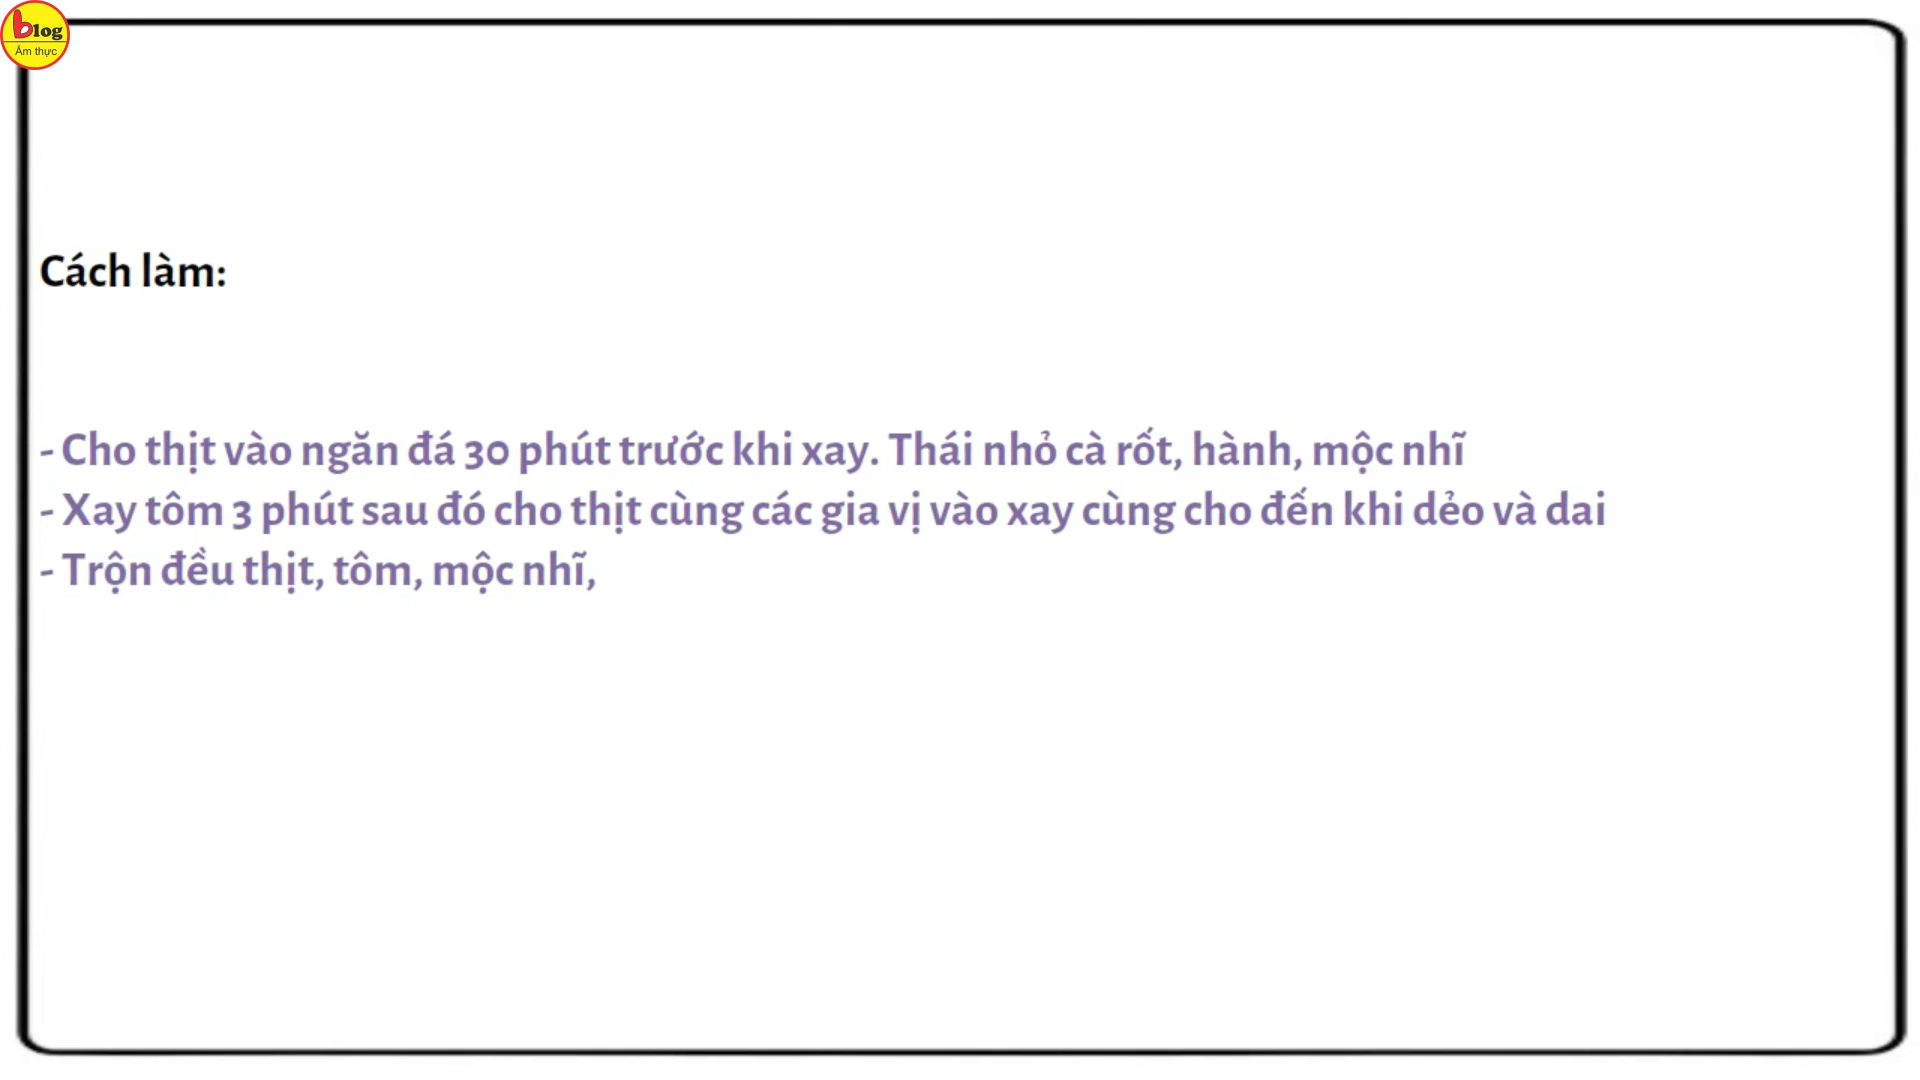 Blog
Ẩm thực
Cách làm:
- Cho thịt vào ngăn đá 30 phút trước khi xay. Thái nhỏ cà rốt, hành, mộc nhĩ
- Xay tôm 3 phút sau đó cho thịt cùng các gia vị vào xay cùng cho đến khi dẻo và dai
- Trộn đều thịt, tôm, mộc nhĩ,